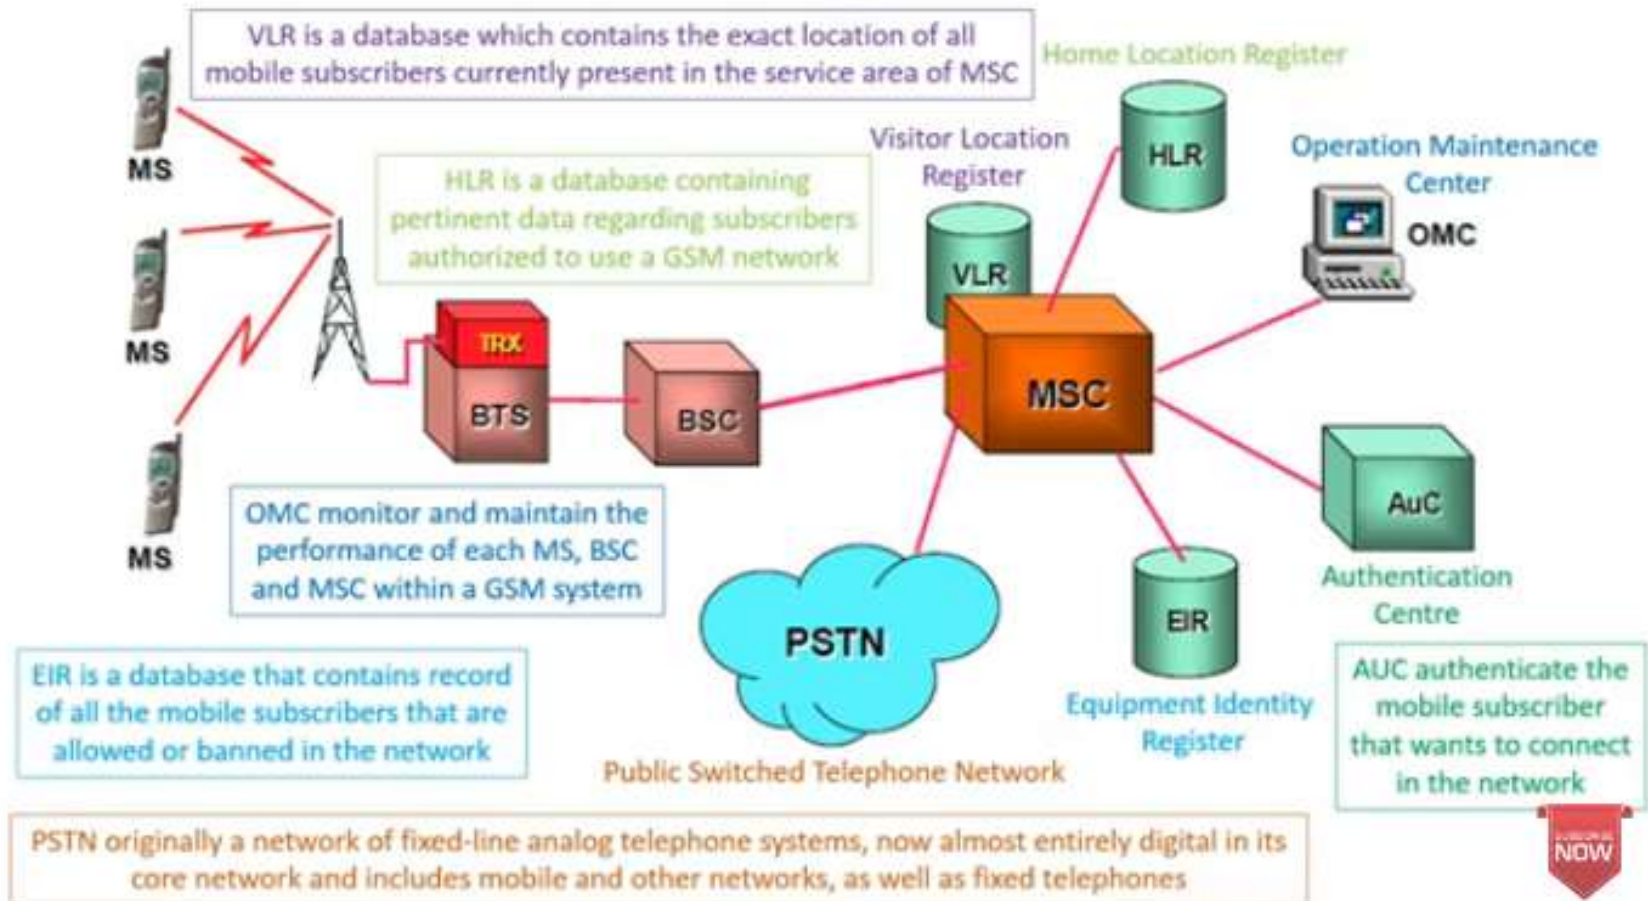 VLR is a database which contains the exact location of all
mobile subscribers currently present in the service area of MSC
Home Location Register
HLR
Visitor Location
Register
VLR
Operation Maintenance
Center
OMC
MS
HLR is a database containing
pertinent data regarding subscribers
authorized to use a GSM network
MS
TRX
BTS
BSC
MSC
MS
OMC monitor and maintain the
performance of each MS, BSC
and MSC within a GSM system
AuC
Authentication
Centre
PSTN
EIR
Equipment Identity
Register
EIR is a database that contains record
of all the mobile subscribers that are
allowed or banned in the network
AUC authenticate the
mobile subscriber
that wants to connect
in the network
Public Switched Telephone Network
PSTN originally a network of fixed-line analog telephone systems, now almost entirely digital in its
core network and includes mobile and other networks, as well as fixed telephones
NOW